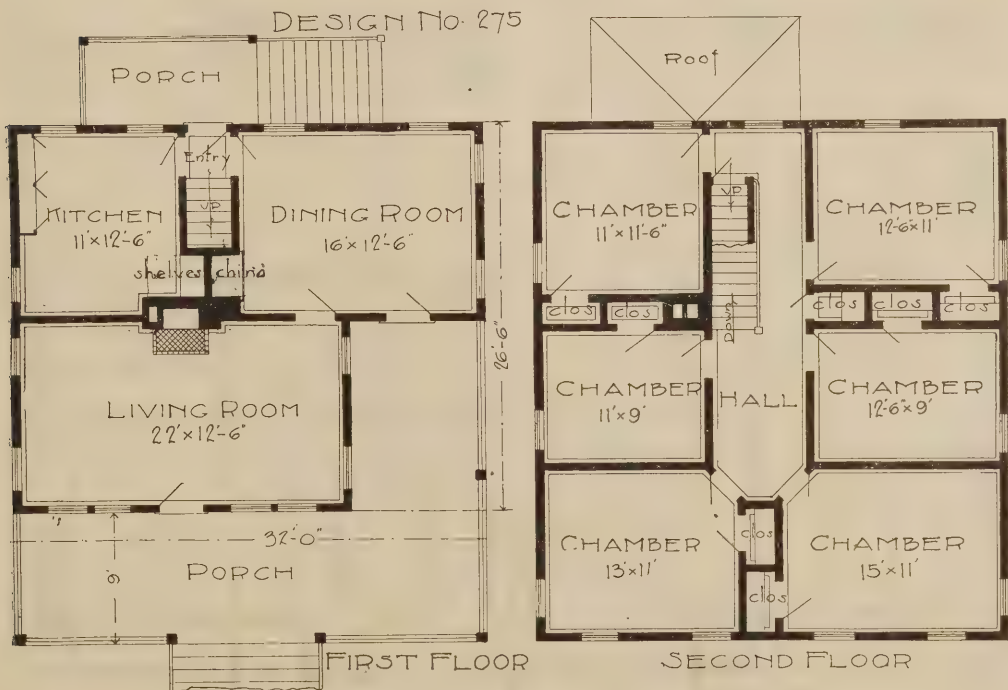 DESIGN No. 275
PORCH
Entry
UP
KITCHEN
11'x12'-6"
DINING ROOM
16'x12'-6"
shelves
china
LIVING ROOM
22'x12'-6"
26'-6"
32'-0"
9'
PORCH
FIRST FLOOR
Roof
CHAMBER
11'x11'-6"
UP
CHAMBER
12'-6"x11'
clos
clos
Down
clos
clos
clos
CHAMBER
11'x9'
HALL
CHAMBER
12'-6"x9'
CHAMBER
13'x11'
clos
clos
CHAMBER
15'x11'
SECOND FLOOR